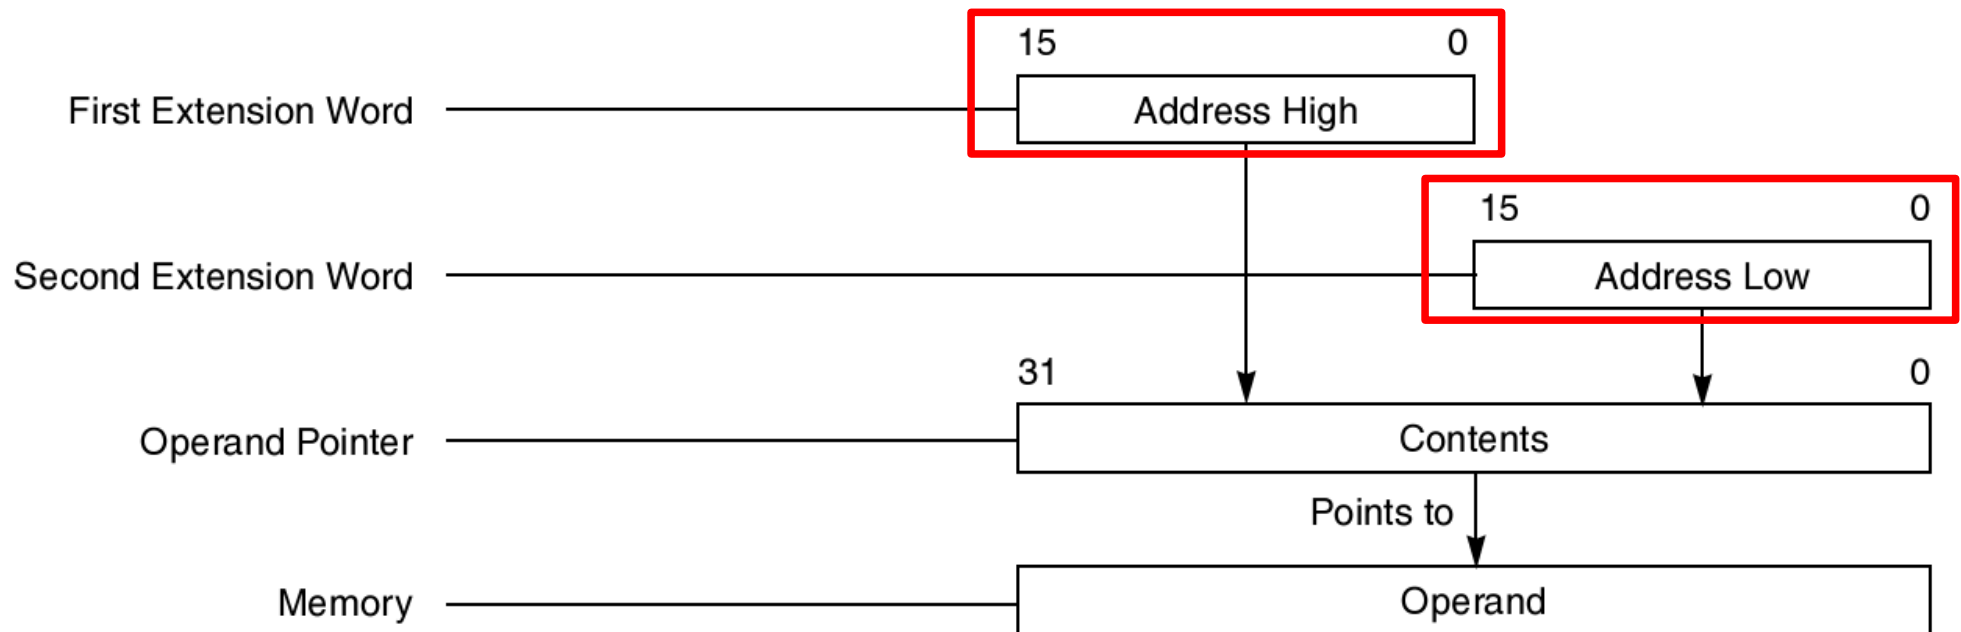 15 0
First Extension Word Address High
15 0
Second Extension Word Address Low
31 0
Operand Pointer Contents
Points to
Memory Operand